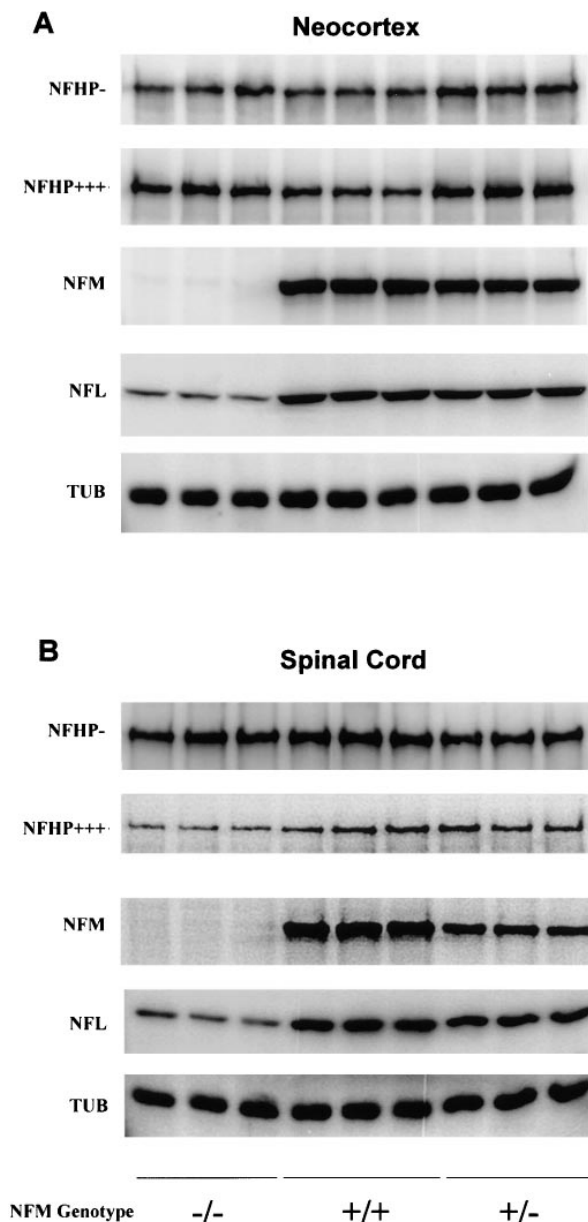 A
Neocortex
NFHP-
NFHP+++
NFM
NFL
TUB
B
Spinal Cord
NFHP-
NFHP+++
NFM
NFL
TUB
NFM Genotype -/- +/+ +/-